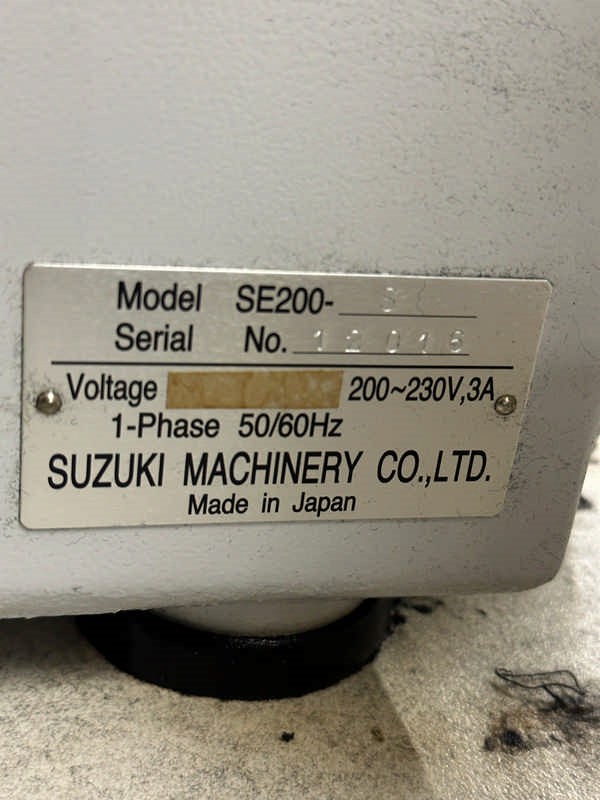 Model SE200-
Serial No. 12016
Voltage 200~230V,3A
1-Phase 50/60Hz
SUZUKI MACHINERY CO.,LTD.
Made in Japan